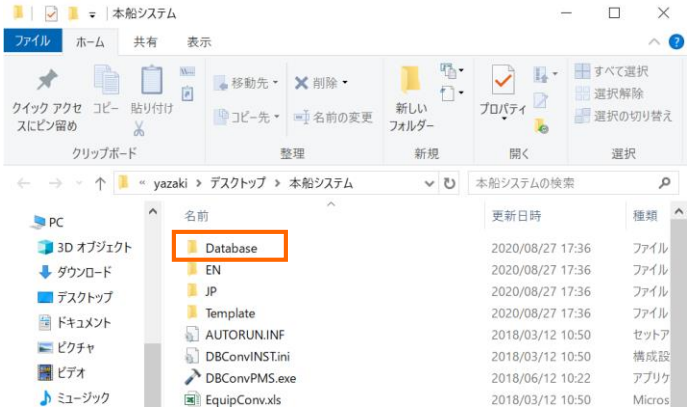 本船システム
ファイル ホーム 共有 表示
クイック アクセスにピン留め コピー 貼り付け 移動先 削除 コピー先 名前の変更 新しいフォルダー プロパティ すべて選択 選択解除 選択の切り替え
クリップボード 整理 新規 開く 選択
« yazaki › デスクトップ › 本船システム 本船システムの検索
名前 更新日時 種類
PC
3D オブジェクト Database 2020/08/27 17:36 ファイル
ダウンロード EN 2020/08/27 17:36 ファイル
デスクトップ JP 2020/08/27 17:36 ファイル
ドキュメント Template 2020/08/27 17:36 ファイル
ピクチャ AUTORUN.INF 2018/03/12 10:50 セットア
ビデオ DBConvINST.ini 2018/03/12 10:50 構成設
DBConvPMS.exe 2018/06/12 10:22 アプリケ
ミュージック EquipConv.xls 2018/03/12 10:50 Micros